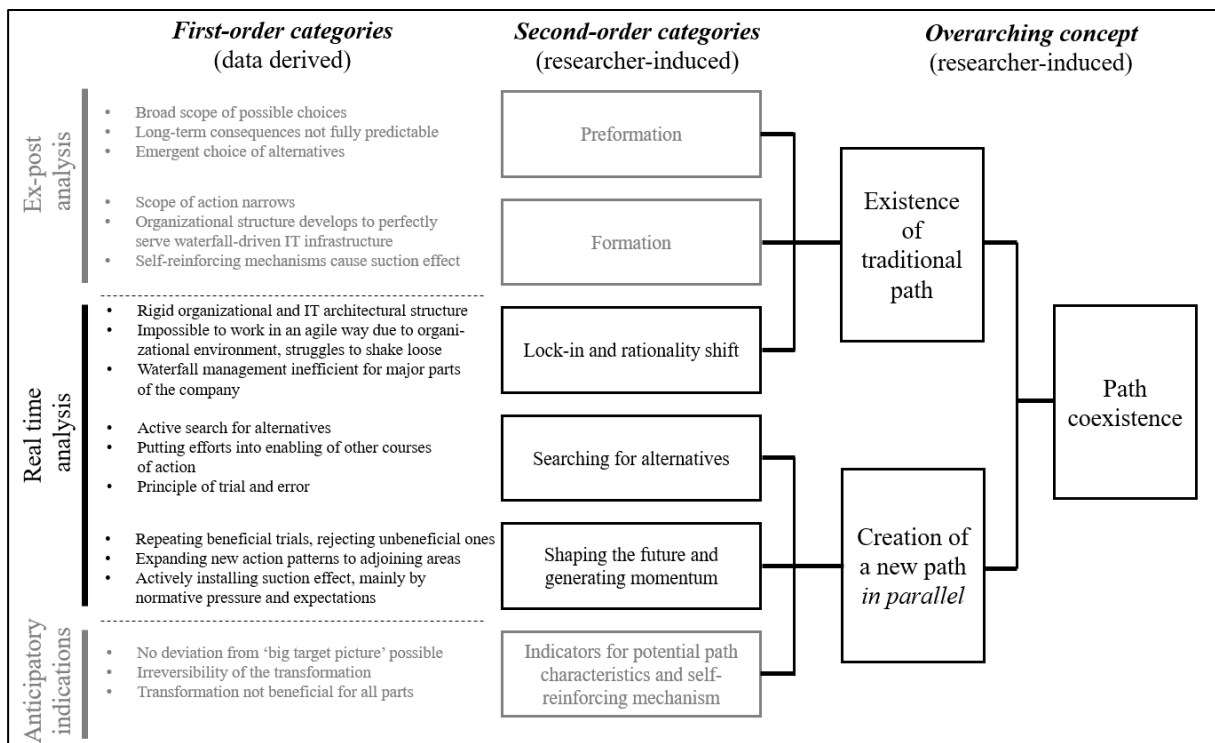 First-order categories
(data derived)
Second-order categories
(researcher-induced)
Overarching concept
(researcher-induced)
Ex-post
analysis
• Broad scope of possible choices
• Long-term consequences not fully predictable
• Emergent choice of alternatives
Preformation
• Scope of action narrows
• Organizational structure develops to perfectly
serve waterfall-driven IT infrastructure
• Self-reinforcing mechanisms cause suction effect
Formation
Existence
of
traditional
path
Real time
analysis
• Rigid organizational and IT architectural structure
• Impossible to work in an agile way due to organi-
zational environment, struggles to shake loose
• Waterfall management inefficient for major parts
of the company
Lock-in and rationality shift
Path
coexistence
• Active search for alternatives
• Putting efforts into enabling of other courses
of action
• Principle of trial and error
Searching for alternatives
• Repeating beneficial trials, rejecting unbeneficial ones
• Expanding new action patterns to adjoining areas
• Actively installing suction effect, mainly by
normative pressure and expectations
Shaping the future and
generating momentum
Creation of
a new path
in parallel
Anticipatory
indications
• No deviation from ‘big target picture’ possible
• Irreversibility of the transformation
• Transformation not beneficial for all parts
Indicators for potential path
characteristics and self-
reinforcing mechanism